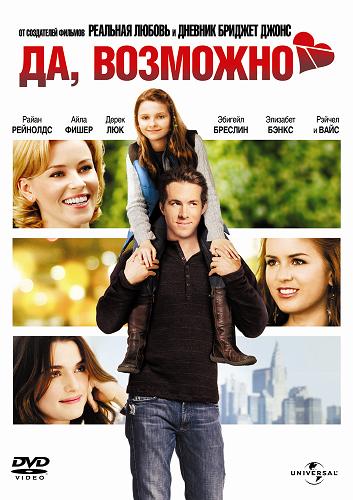 ОТ СОЗДАТЕЛЕЙ ФИЛЬМОВ РЕАЛЬНАЯ ЛЮБОВЬ И ДНЕВНИК БРИДЖЕТ ДЖОНС
ДА, ВОЗМОЖНО
Райан РЕЙНОЛДС
Айла ФИШЕР
Дерек ЛЮК
Эбигейл БРЕСЛИН
Элизабет БЭНКС
Рэйчел и ВАЙС
DVD
VIDEO
UNIVERSAL